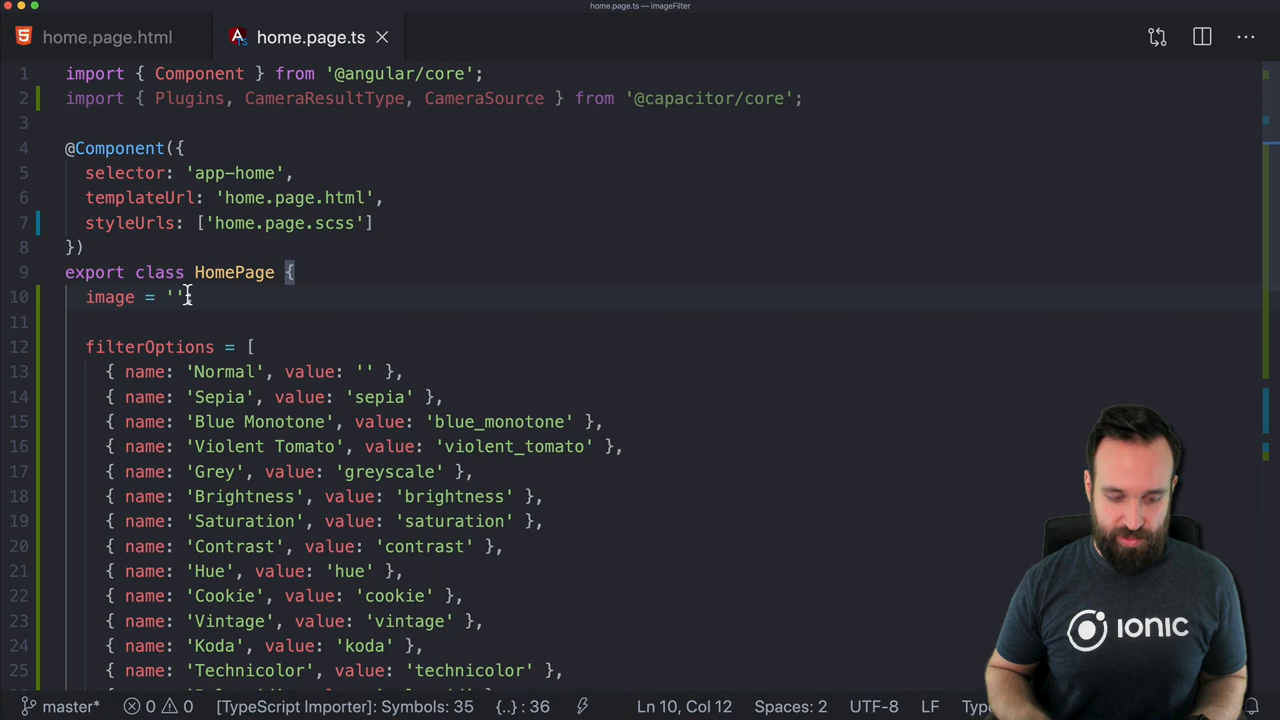 home.page.ts — imageFilter
home.page.html
home.page.ts
1 import { Component } from '@angular/core';
2 import { Plugins, CameraResultType, CameraSource } from '@capacitor/core';
3
4 @Component({
5 selector: 'app-home',
6 templateUrl: 'home.page.html',
7 styleUrls: ['home.page.scss']
8 })
9 export class HomePage {
10 image = '';
11
12 filterOptions = [
13 { name: 'Normal', value: '' },
14 { name: 'Sepia', value: 'sepia' },
15 { name: 'Blue Monotone', value: 'blue_monotone' },
16 { name: 'Violent Tomato', value: 'violent_tomato' },
17 { name: 'Grey', value: 'greyscale' },
18 { name: 'Brightness', value: 'brightness' },
19 { name: 'Saturation', value: 'saturation' },
20 { name: 'Contrast', value: 'contrast' },
21 { name: 'Hue', value: 'hue' },
22 { name: 'Cookie', value: 'cookie' },
23 { name: 'Vintage', value: 'vintage' },
24 { name: 'Koda', value: 'koda' },
25 { name: 'Technicolor', value: 'technicolor' },
IONIC
master* 0 0 [TypeScript Importer]: Symbols: 35 {..} : 36 Ln 10, Col 12 Spaces: 2 UTF-8 LF